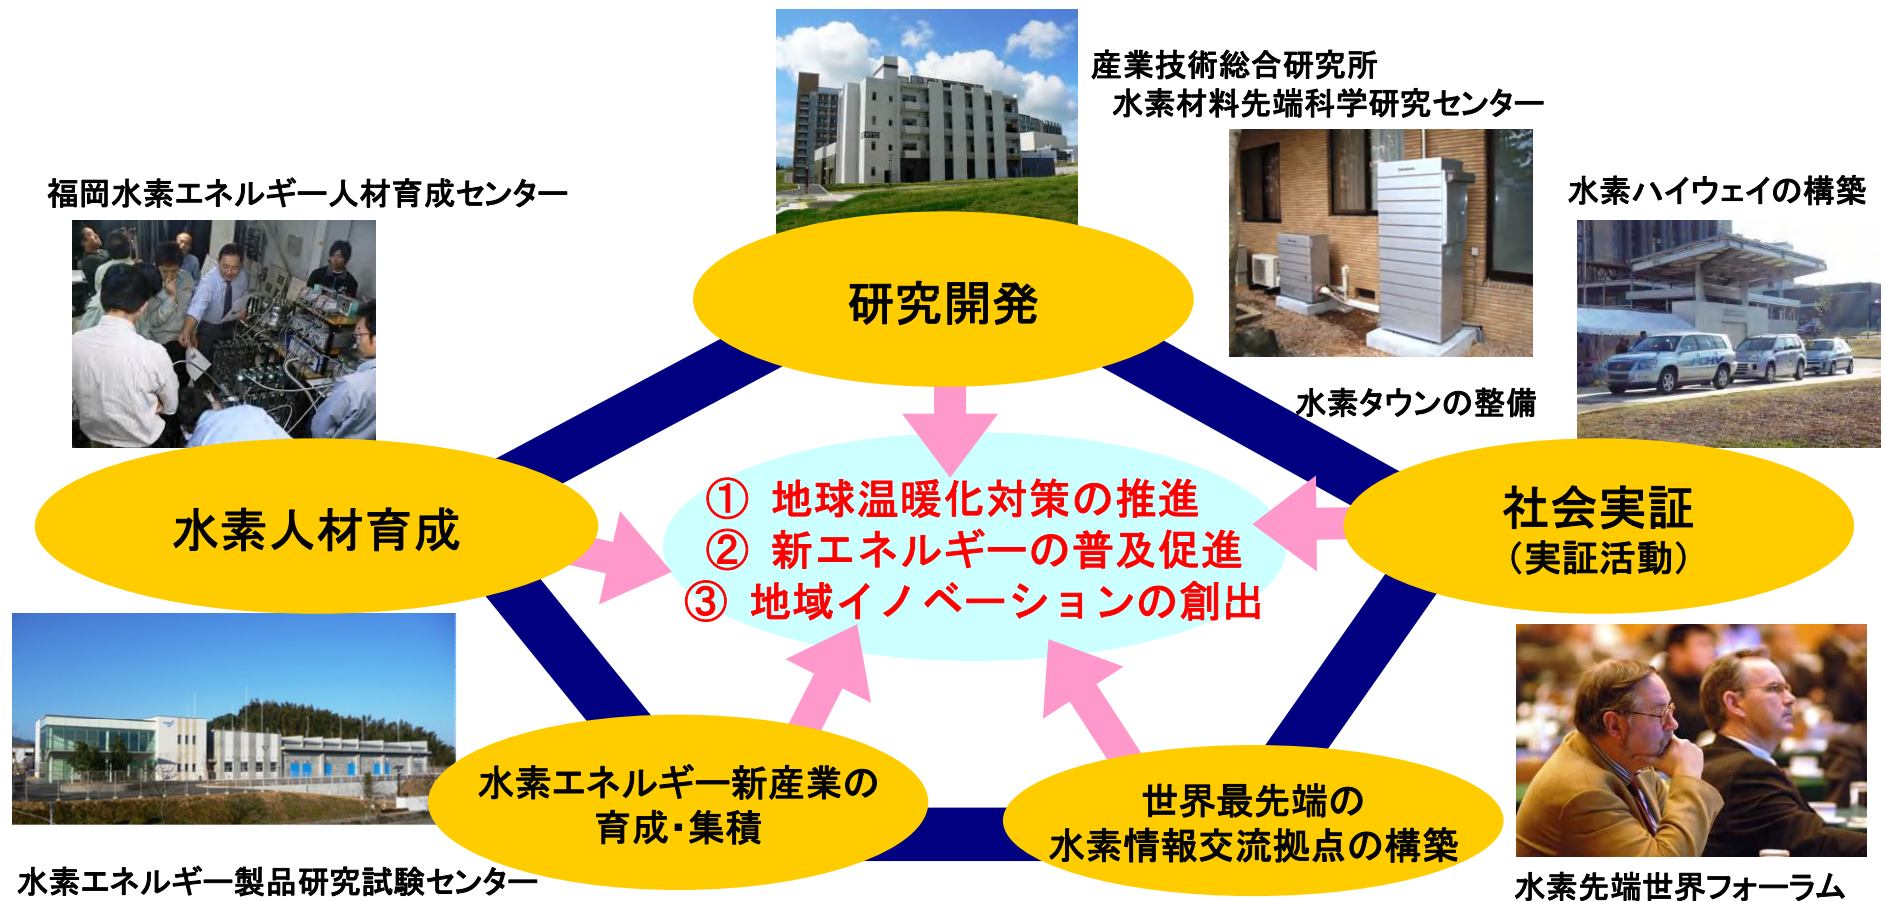 産業技術総合研究所
水素材料先端科学研究センター
福岡水素エネルギー人材育成センター
水素ハイウェイの構築
研究開発
水素タウンの整備
① 地球温暖化対策の推進
② 新エネルギーの普及促進
③ 地域イノベーションの創出
水素人材育成
社会実証
（実証活動）
水素エネルギー新産業の
育成・集積
世界最先端の
水素情報交流拠点の構築
水素エネルギー製品研究試験センター
水素先端世界フォーラム